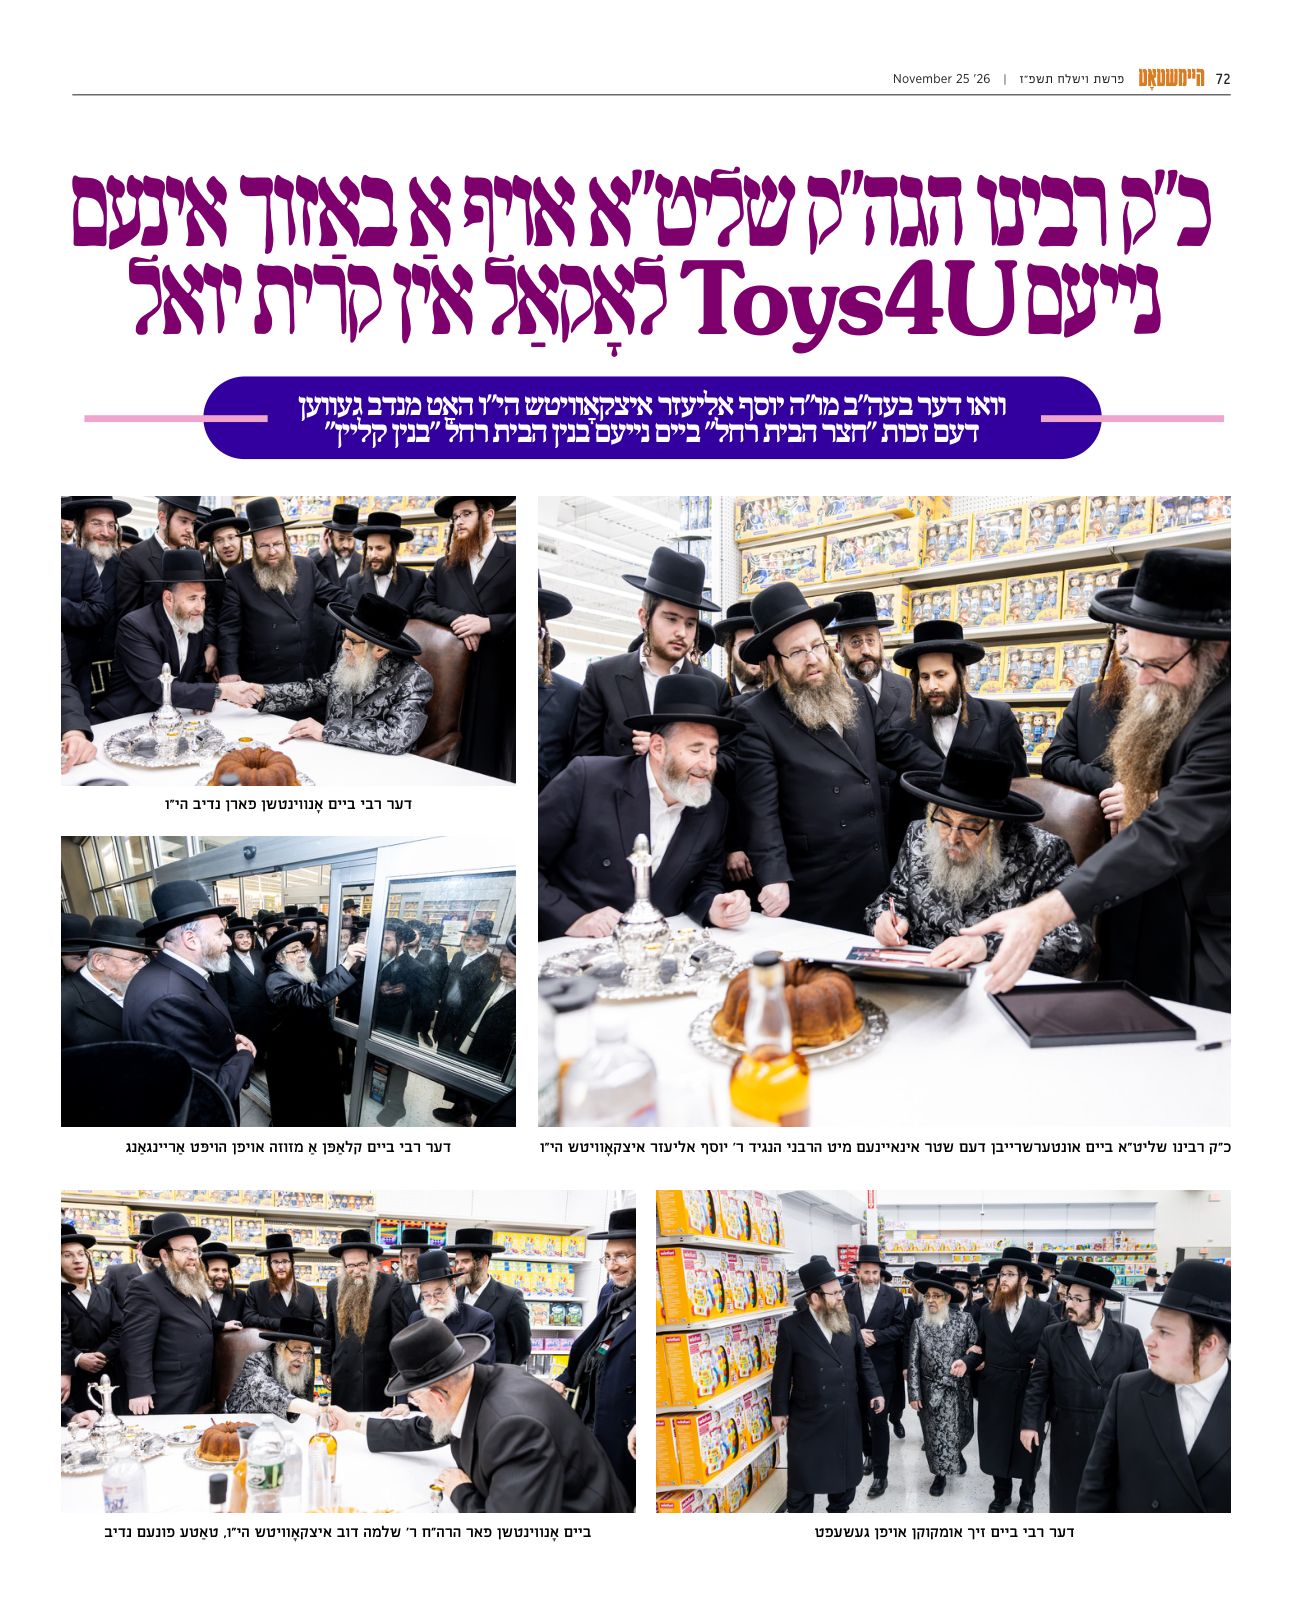 72 היימשטאָט פרשת וישלח תשפ״ז | November 25 ’26
כ״ק רבינו הגה״ק שליט״א אויף אַ באַזוך אינעם
נייעם Toys4U לאָקאַל אין קרית יואל
וואו דער בעה״ב מו״ה יוסף אליעזר איצקאָוויטש הי״ו האָט מנדב געווען
דעם זכות ״חצר הבית רחל״ ביים נייעם בנין הבית רחל ״בנין קליין״
דער רבי ביים אָנווינטשן פארן נדיב הי״ו
דער רבי ביים קלאַפּן אַ מזוזה אויפן הויפּט אַריינגאַנג
כ״ק רבינו שליט״א ביים אונטערשרייבן דעם שטר אינאיינעם מיט הרבני הנגיד ר׳ יוסף אליעזר איצקאָוויטש הי״ו
ביים אָנווינטשן פאר הרה״ח ר׳ שלמה דוב איצקאָוויטש הי״ו, טאַטע פונעם נדיב
דער רבי ביים זיך אומקוקן אויפן געשעפט